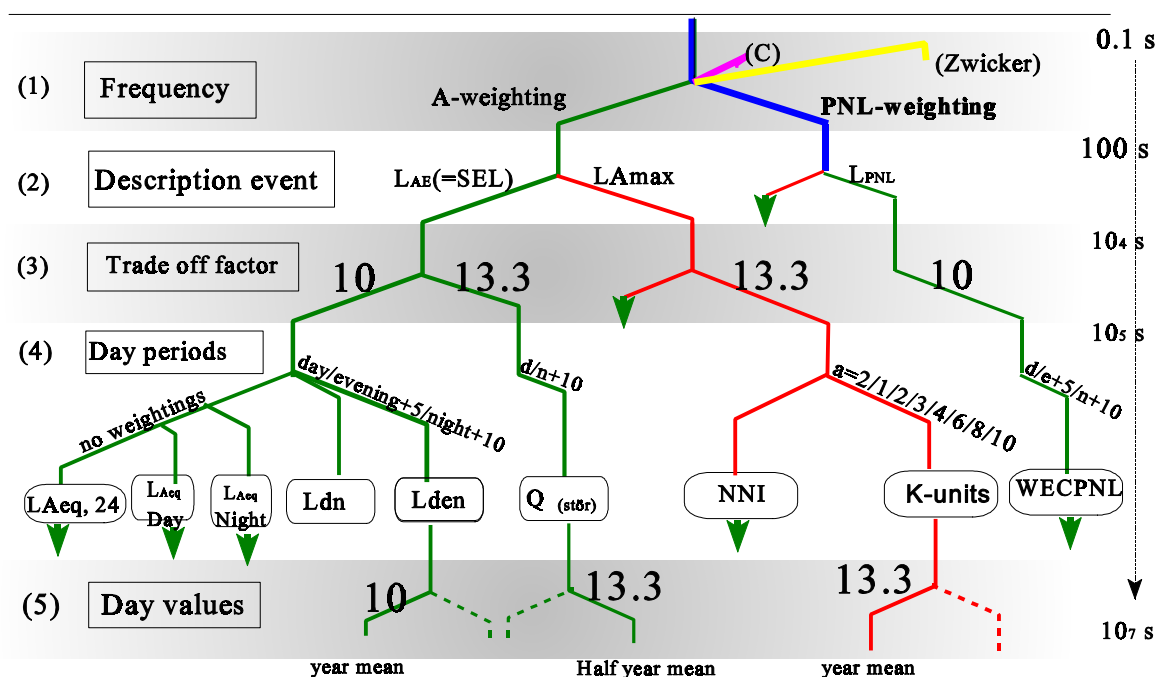 0.1 s
(C)
(Zwicker)
(1) Frequency
A-weighting
PNL-weighting
100 s
(2) Description event
LAE(=SEL)
LAmax
LPNL
104 s
(3) Trade off factor
10
13.3
13.3
10
105 s
(4) Day periods
no weightings
day/evening+5/night+10
d/n+10
a=2/1/2/3/4/6/8/10
d/e+5/n+10
LAeq, 24
LAeq
Day
LAeq
Night
Ldn
Lden
Q (stör)
NNI
K-units
WECPNL
(5) Day values
10
13.3
13.3
107 s
year mean
Half year mean
year mean